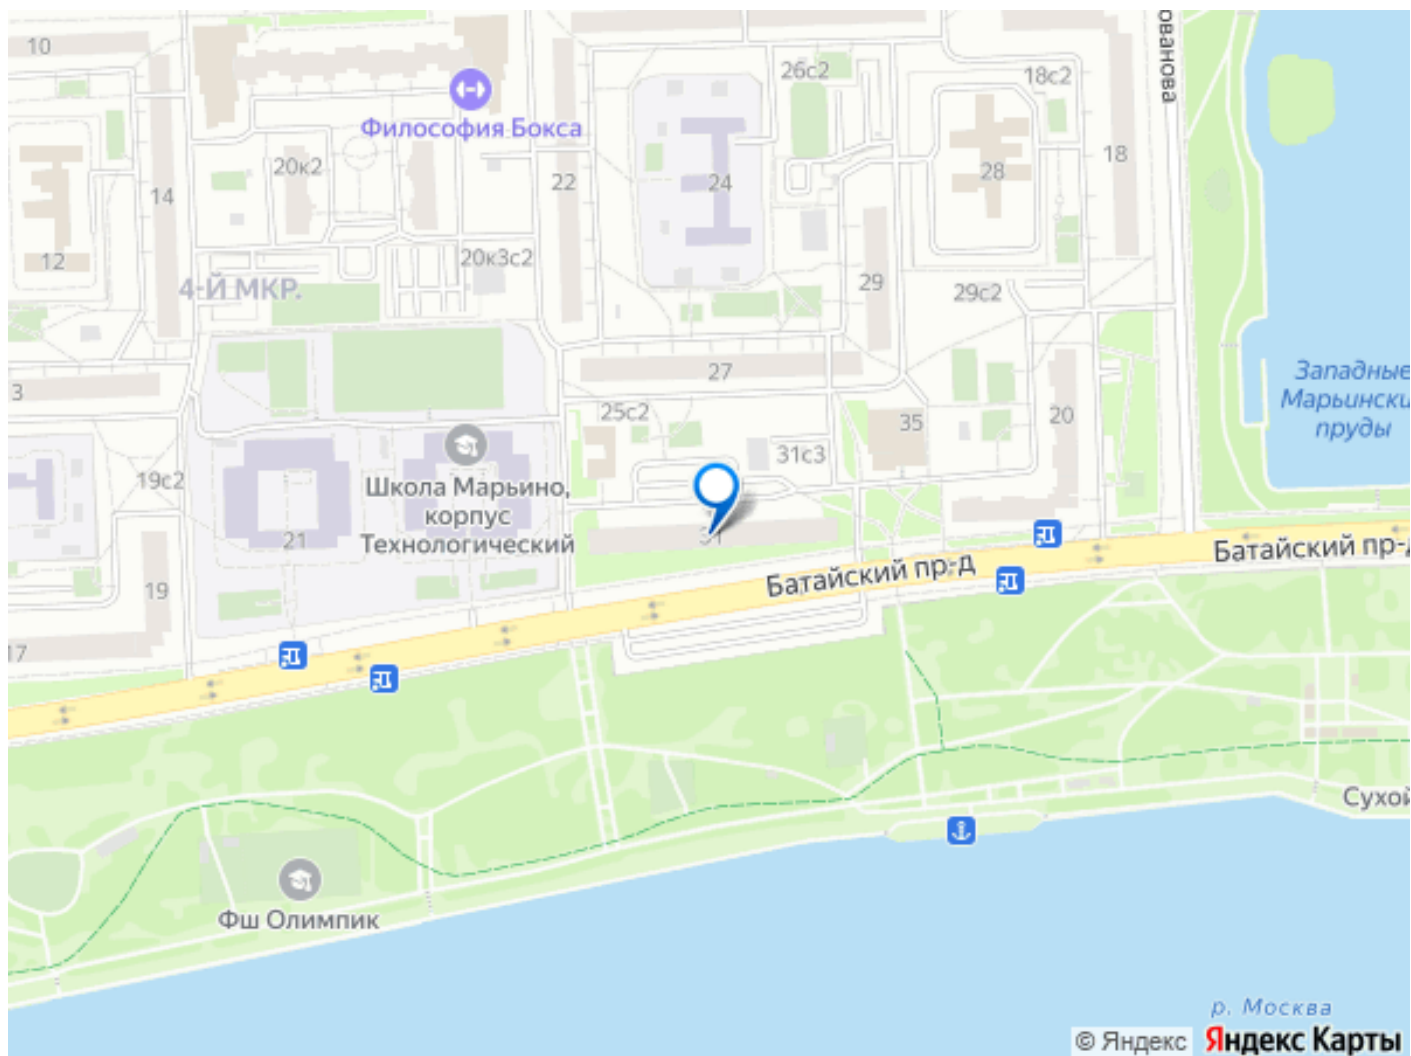 10
26с2
18с2
ованова
Философия Бокса
14
20к2
22
24
28
18
12
20к3с2
4-Й МКР.
29
29с2
3
27
Западные
Марьински
пруды
25с2
35
20
19с2
31с3
Школа Марьино,
корпус
Технологический
21
31
Батайский пр-д
Батайский пр-д
19
17
Сухой
Фш Олимпик
р. Москва
© Яндекс Яндекс Карты